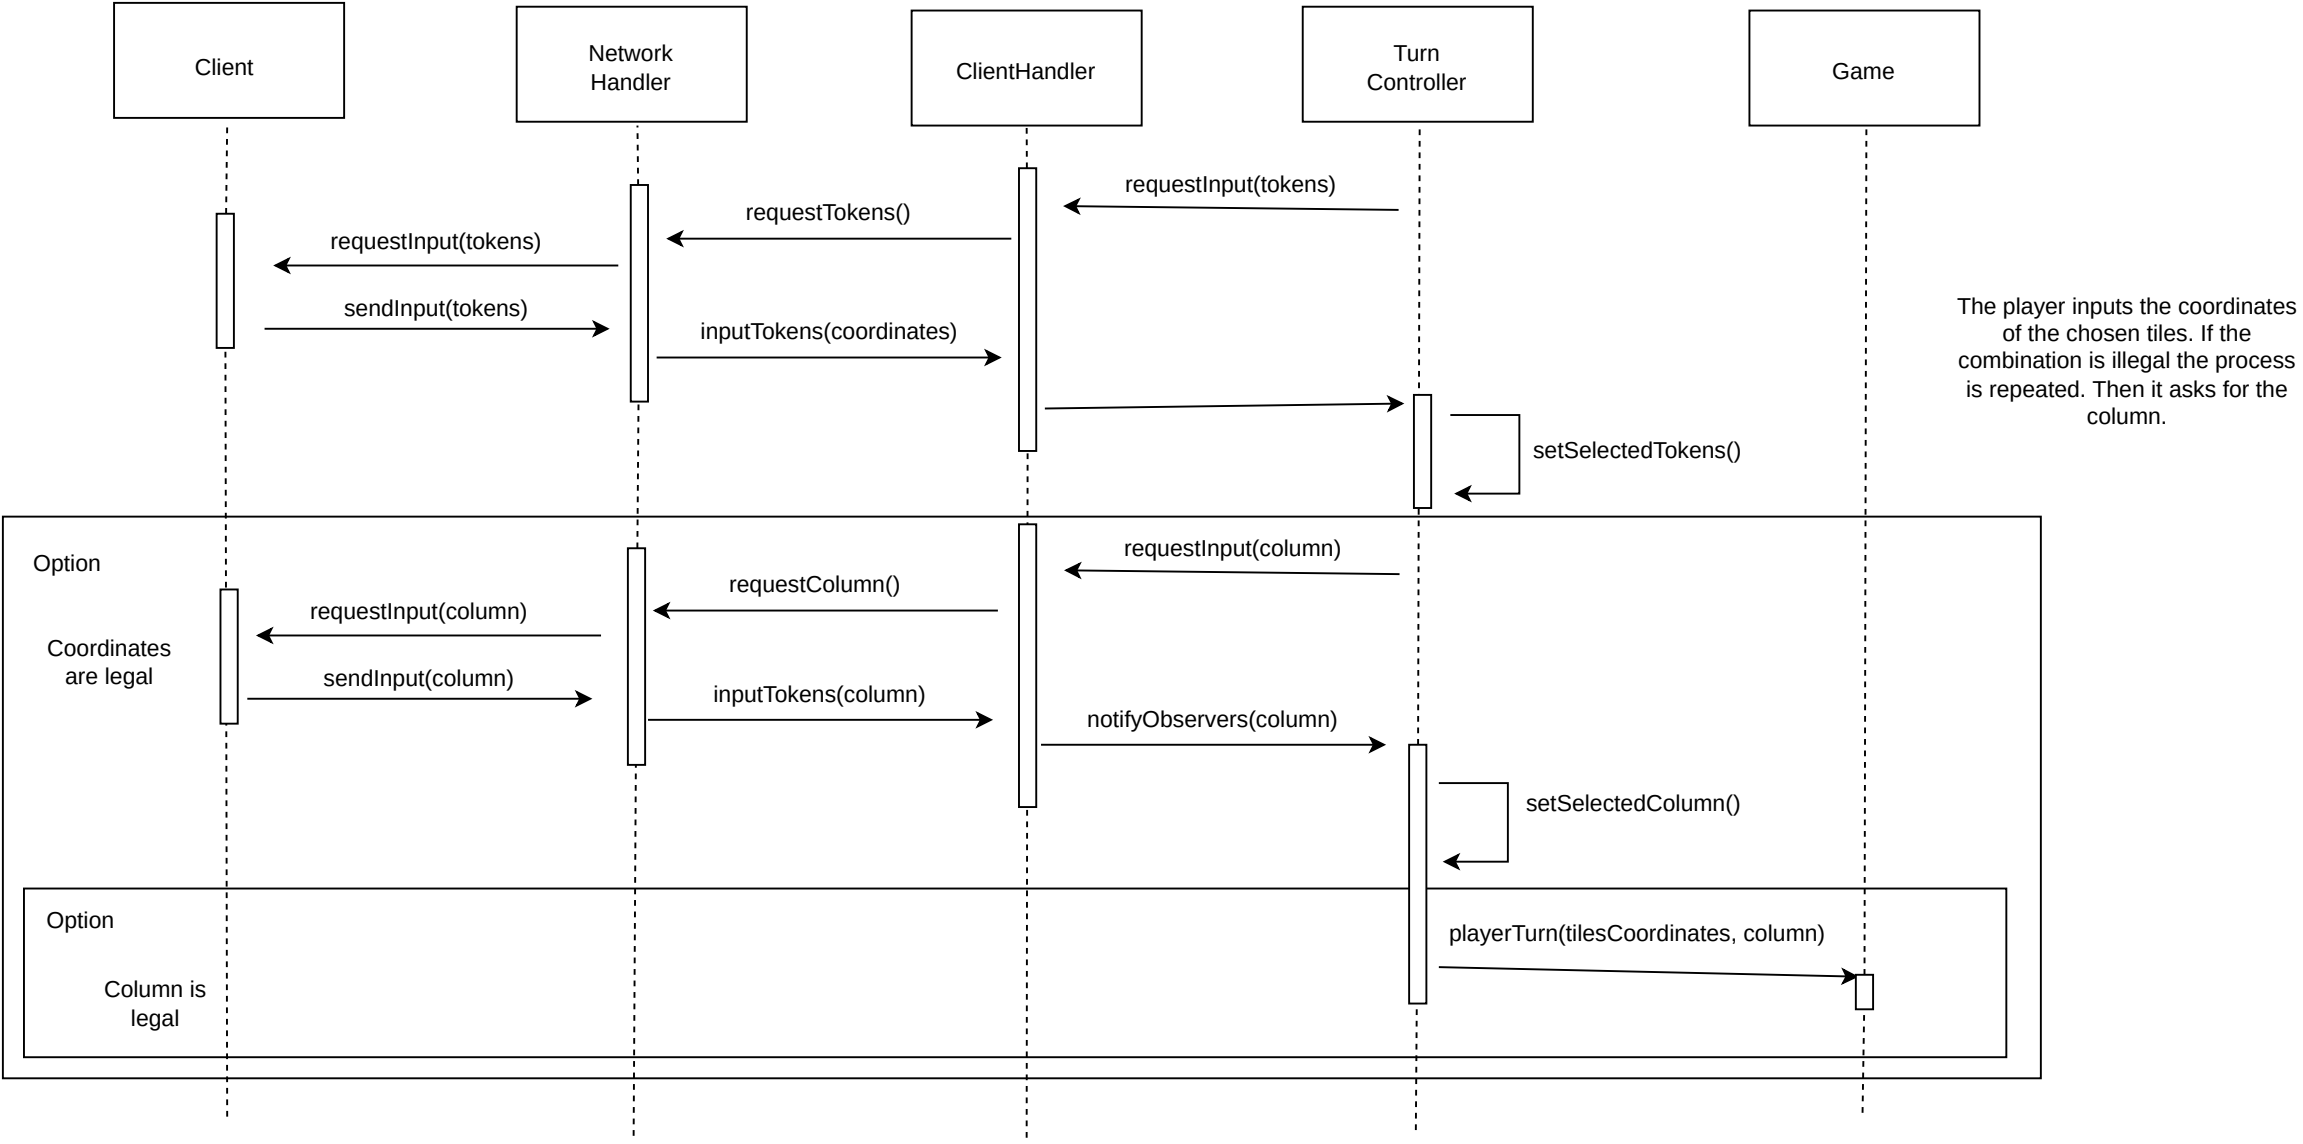 Client
Network
Handler
ClientHandler
Turn
Controller
Game
requestInput(tokens)
requestTokens()
requestInput(tokens)
sendInput(tokens)
inputTokens(coordinates)
The player inputs the coordinates
of the chosen tiles. If the
combination is illegal the process
is repeated. Then it asks for the
column.
setSelectedTokens()
Option
requestInput(column)
requestColumn()
requestInput(column)
Coordinates
are legal
sendInput(column)
inputTokens(column)
notifyObservers(column)
setSelectedColumn()
Option
playerTurn(tilesCoordinates, column)
Column is
legal